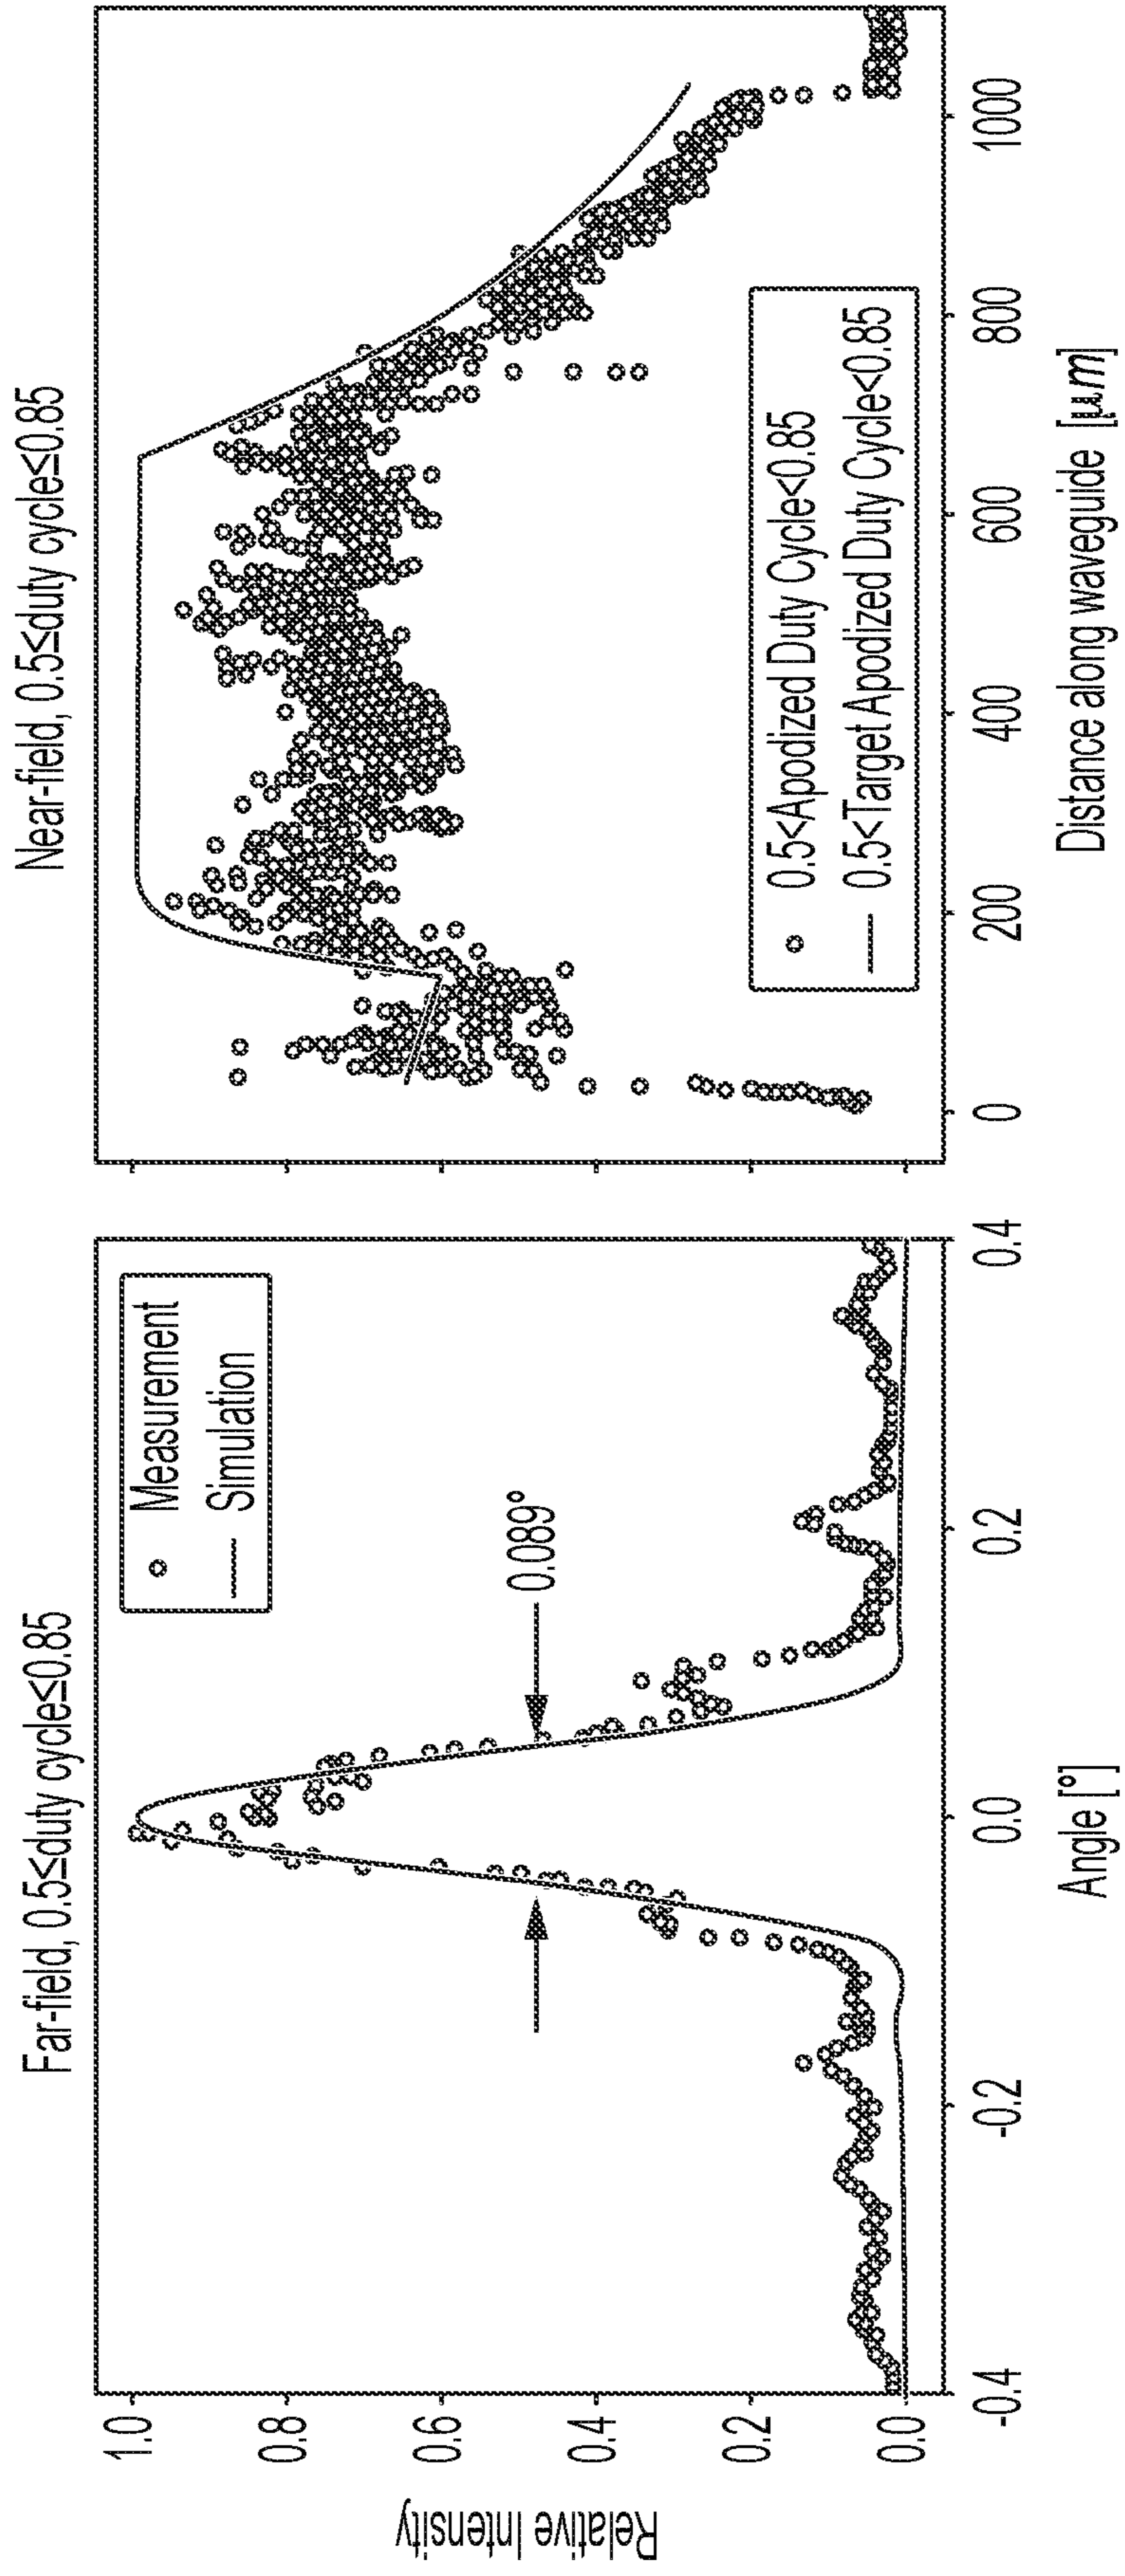 Far-field, 0.5≤duty cycle≤0.85
Relative Intensity
1.0
0.8
0.6
0.4
0.2
0.0
Measurement
Simulation
0.089°
-0.4
-0.2
0.0
0.2
0.4
Angle [°]
Near-field, 0.5≤duty cycle≤0.85
0.5<Apodized Duty Cycle<0.85
0.5<Target Apodized Duty Cycle<0.85
0
200
400
600
800
1000
Distance along waveguide [μm]